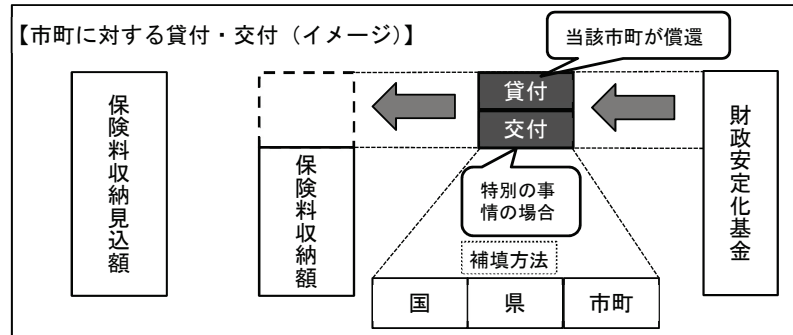 【市町に対する貸付・交付（イメージ）】
当該市町が償還
保険料収納見込額
保険料収納額
貸付
交付
特別の事
情の場合
財政安定化基金
補填方法
国
県
市町